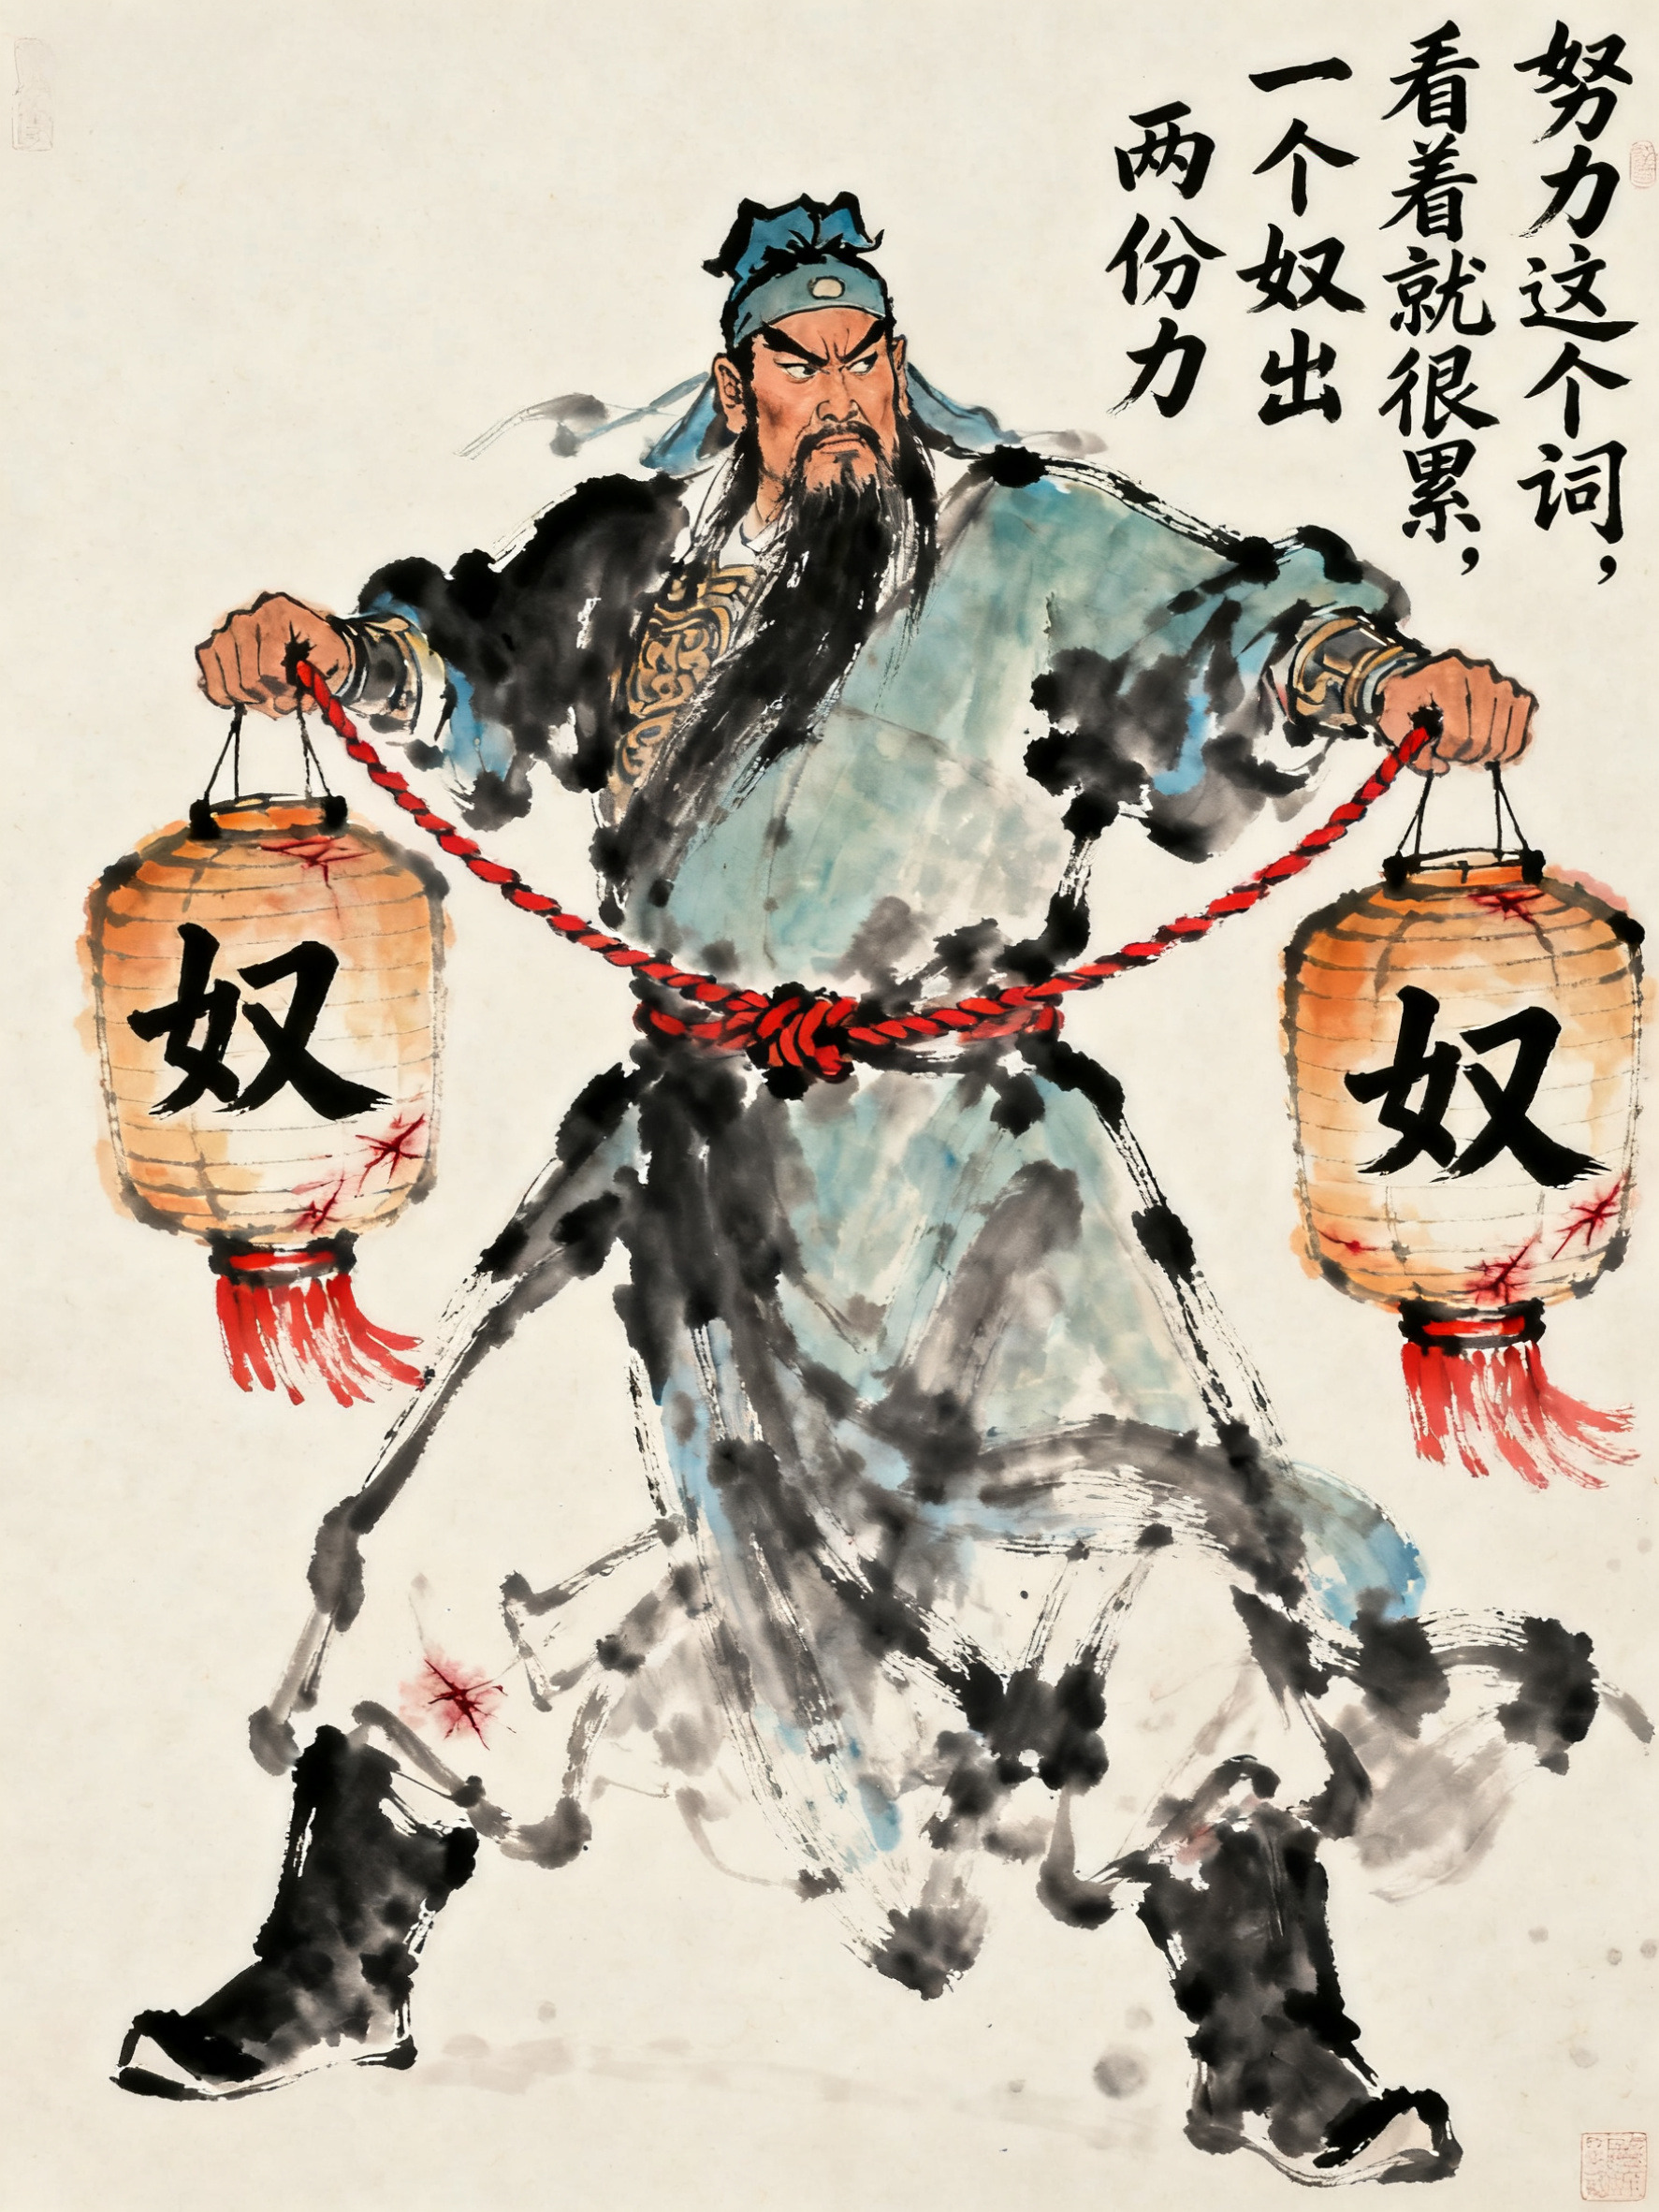 努力这个词，
看着就很累，
一个奴出
两份力
奴
奴